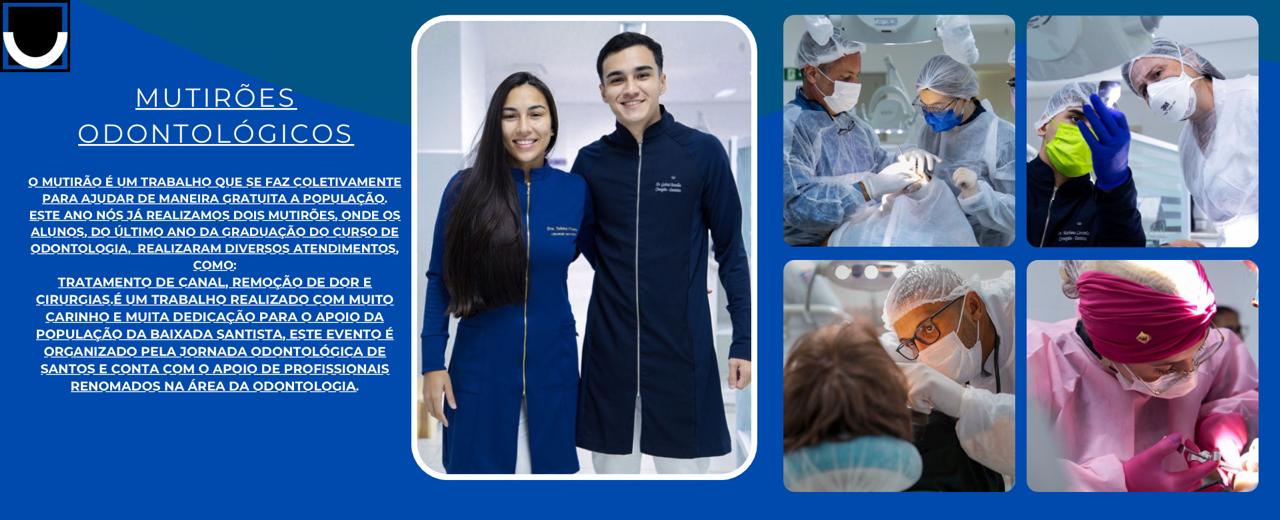 MUTIRÕES
ODONTOLÓGICOS
O MUTIRÃO É UM TRABALHO QUE SE FAZ COLETIVAMENTE
PARA AJUDAR DE MANEIRA GRATUITA A POPULAÇÃO.
ESTE ANO NÓS JÁ REALIZAMOS DOIS MUTIRÕES, ONDE OS
ALUNOS, DO ÚLTIMO ANO DA GRADUAÇÃO DO CURSO DE
ODONTOLOGIA, REALIZARAM DIVERSOS ATENDIMENTOS,
COMO:
TRATAMENTO DE CANAL, REMOÇÃO DE DOR E
CIRURGIAS.É UM TRABALHO REALIZADO COM MUITO
CARINHO E MUITA DEDICAÇÃO PARA O APOIO DA
POPULAÇÃO DA BAIXADA SANTISTA, ESTE EVENTO É
ORGANIZADO PELA JORNADA ODONTOLÓGICA DE
SANTOS E CONTA COM O APOIO DE PROFISSIONAIS
RENOMADOS NA ÁREA DA ODONTOLOGIA.